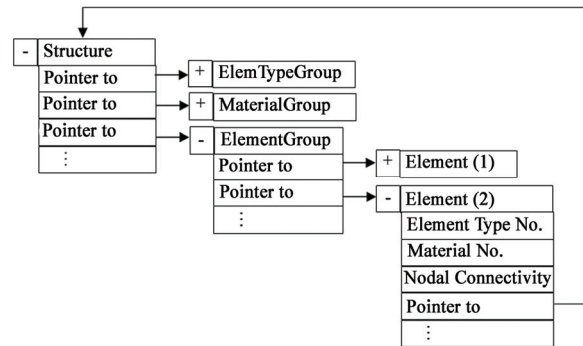 - Structure
Pointer to
+ ElemTypeGroup
Pointer to
+ MaterialGroup
Pointer to
- ElementGroup
⋮
Pointer to
+ Element (1)
Pointer to
- Element (2)
⋮
Element Type No.
Material No.
Nodal Connectivity
Pointer to
⋮